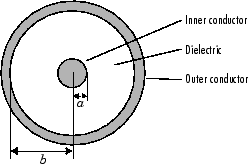 Inner conductor
Dielectric
Outer conductor
a
b